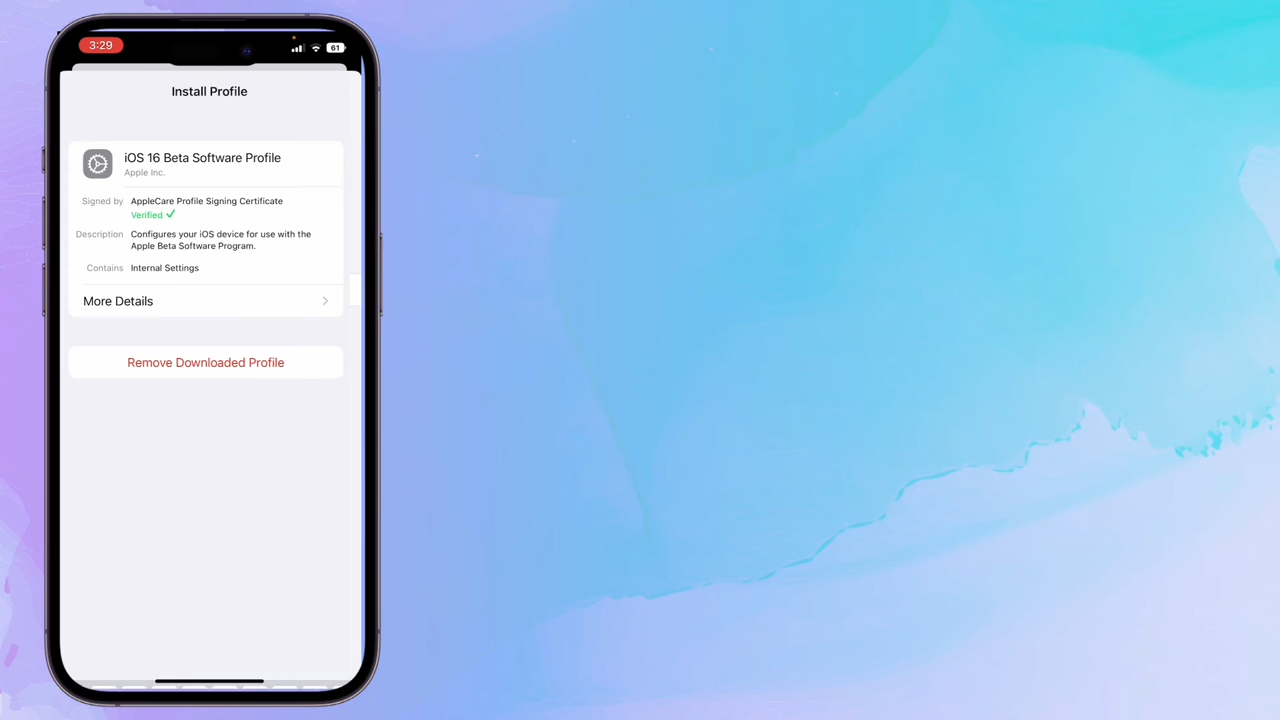 3:29
61
Install Profile
iOS 16 Beta Software Profile
Apple Inc.
Signed by AppleCare Profile Signing Certificate
Verified ✓
Description Configures your iOS device for use with the
Apple Beta Software Program.
Contains Internal Settings
More Details
Remove Downloaded Profile